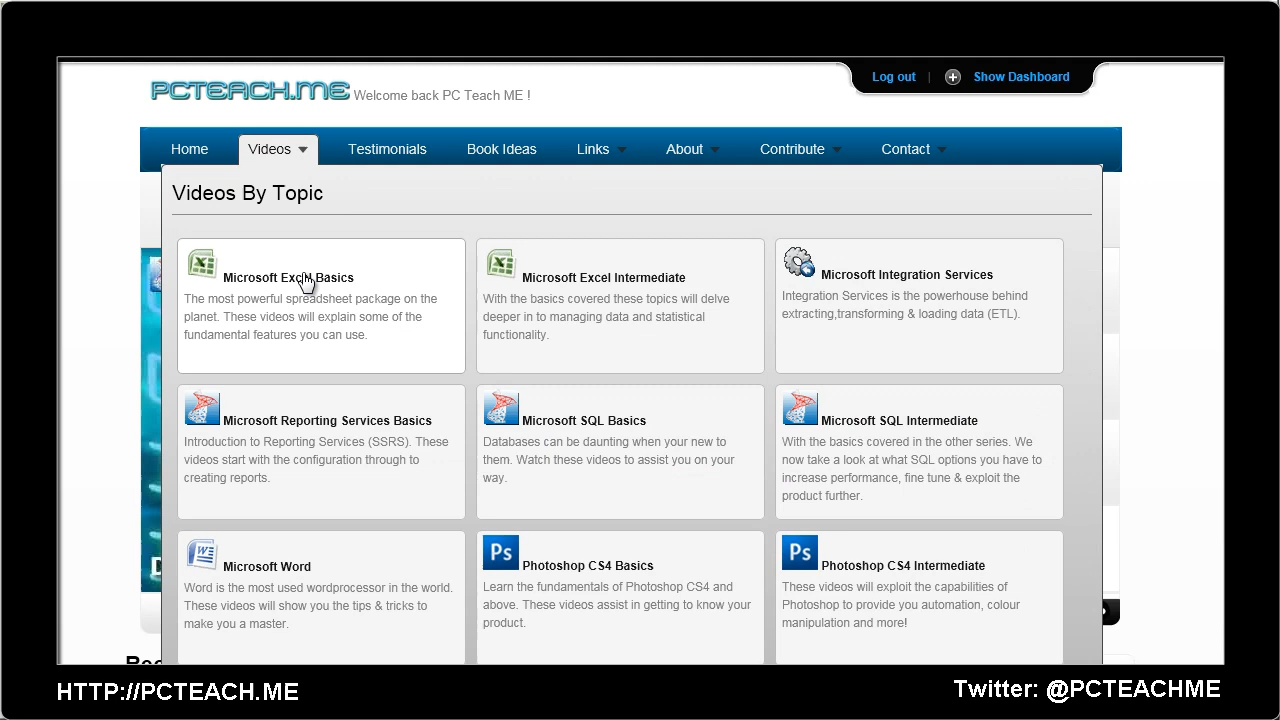 PCTEACH.ME Welcome back PC Teach ME !
Log out | Show Dashboard
Home Videos Testimonials Book Ideas Links About Contribute Contact
Videos By Topic
Microsoft Excel Basics
The most powerful spreadsheet package on the
planet. These videos will explain some of the
fundamental features you can use.
Microsoft Excel Intermediate
With the basics covered these topics will delve
deeper in to managing data and statistical
functionality.
Microsoft Integration Services
Integration Services is the powerhouse behind
extracting,transforming & loading data (ETL).
Microsoft Reporting Services Basics
Introduction to Reporting Services (SSRS). These
videos start with the configuration through to
creating reports.
Microsoft SQL Basics
Databases can be daunting when your new to
them. Watch these videos to assist you on your
way.
Microsoft SQL Intermediate
With the basics covered in the other series. We
now take a look at what SQL options you have to
increase performance, fine tune & exploit the
product further.
Microsoft Word
Word is the most used wordprocessor in the world.
These videos will show you the tips & tricks to
make you a master.
Ps
Photoshop CS4 Basics
Learn the fundamentals of Photoshop CS4 and
above. These videos assist in getting to know your
product.
Ps
Photoshop CS4 Intermediate
These videos will exploit the capabilities of
Photoshop to provide you automation, colour
manipulation and more!
HTTP://PCTEACH.ME
Twitter: @PCTEACHME